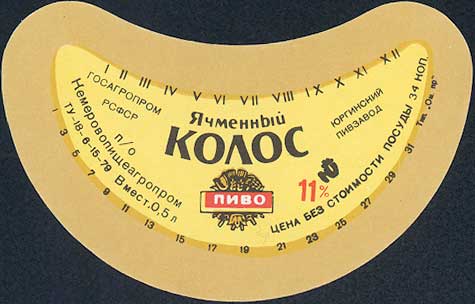 I II III IV V VI VII VIII IX X XI XII
ГОСАГРОПРОМ
РСФСР
п/о
Кемеровопищеагропром
ТУ-18-6-15-79 Вмест. 0,5 л
Ячменный
КОЛОС
ПИВО
11%
ЮРГИНСКИЙ
ПИВЗАВОД
ЦЕНА БЕЗ СТОИМОСТИ ПОСУДЫ 34 КОП.
1 3 5 7 9 11 13 15 17 19 21 23 25 27 29 31